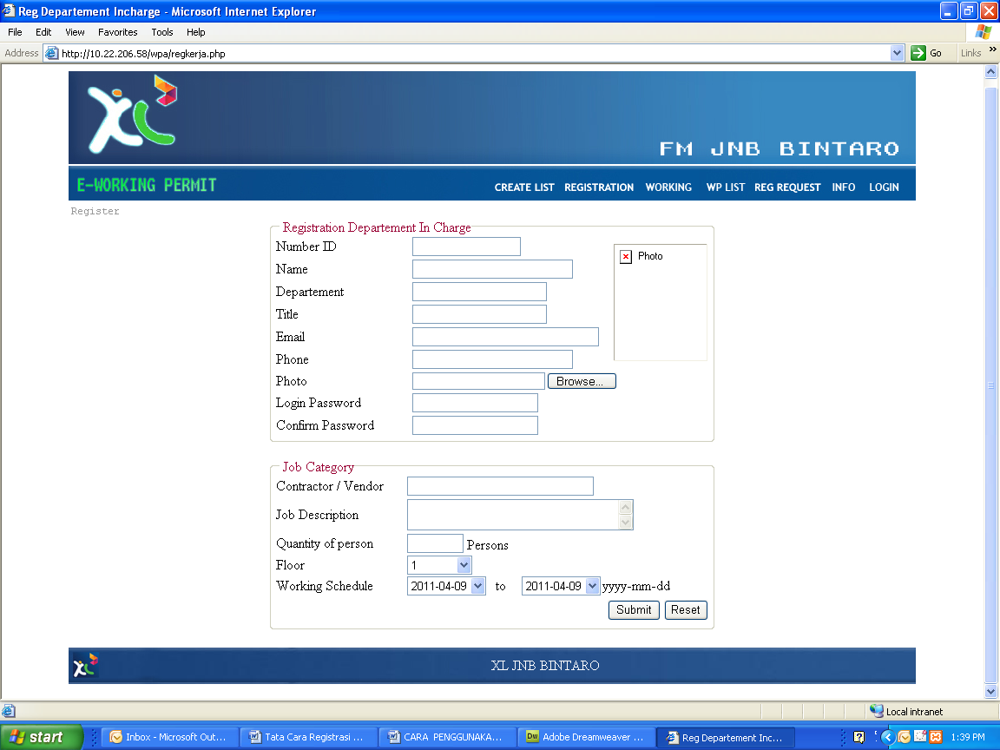 Reg Departement Incharge - Microsoft Internet Explorer
File Edit View Favorites Tools Help
Address http://10.22.206.58/wpa/regkerja.php Go Links »
XL
FM JNB BINTARO
E-WORKING PERMIT
CREATE LIST REGISTRATION WORKING WP LIST REG REQUEST INFO LOGIN
Register
Registration Departement In Charge
Number ID
Photo
Name
Departement
Title
Email
Phone
Photo Browse...
Login Password
Confirm Password
Job Category
Contractor / Vendor
Job Description
Quantity of person Persons
Floor 1
Working Schedule 2011-04-09 to 2011-04-09 yyyy-mm-dd
Submit Reset
XL XL JNB BINTARO
Local intranet
start Inbox - Microsoft Out... Tata Cara Registrasi ... CARA PENGGUNAKA... Dw Adobe Dreamweaver ... Reg Departement Inc... 1:39 PM